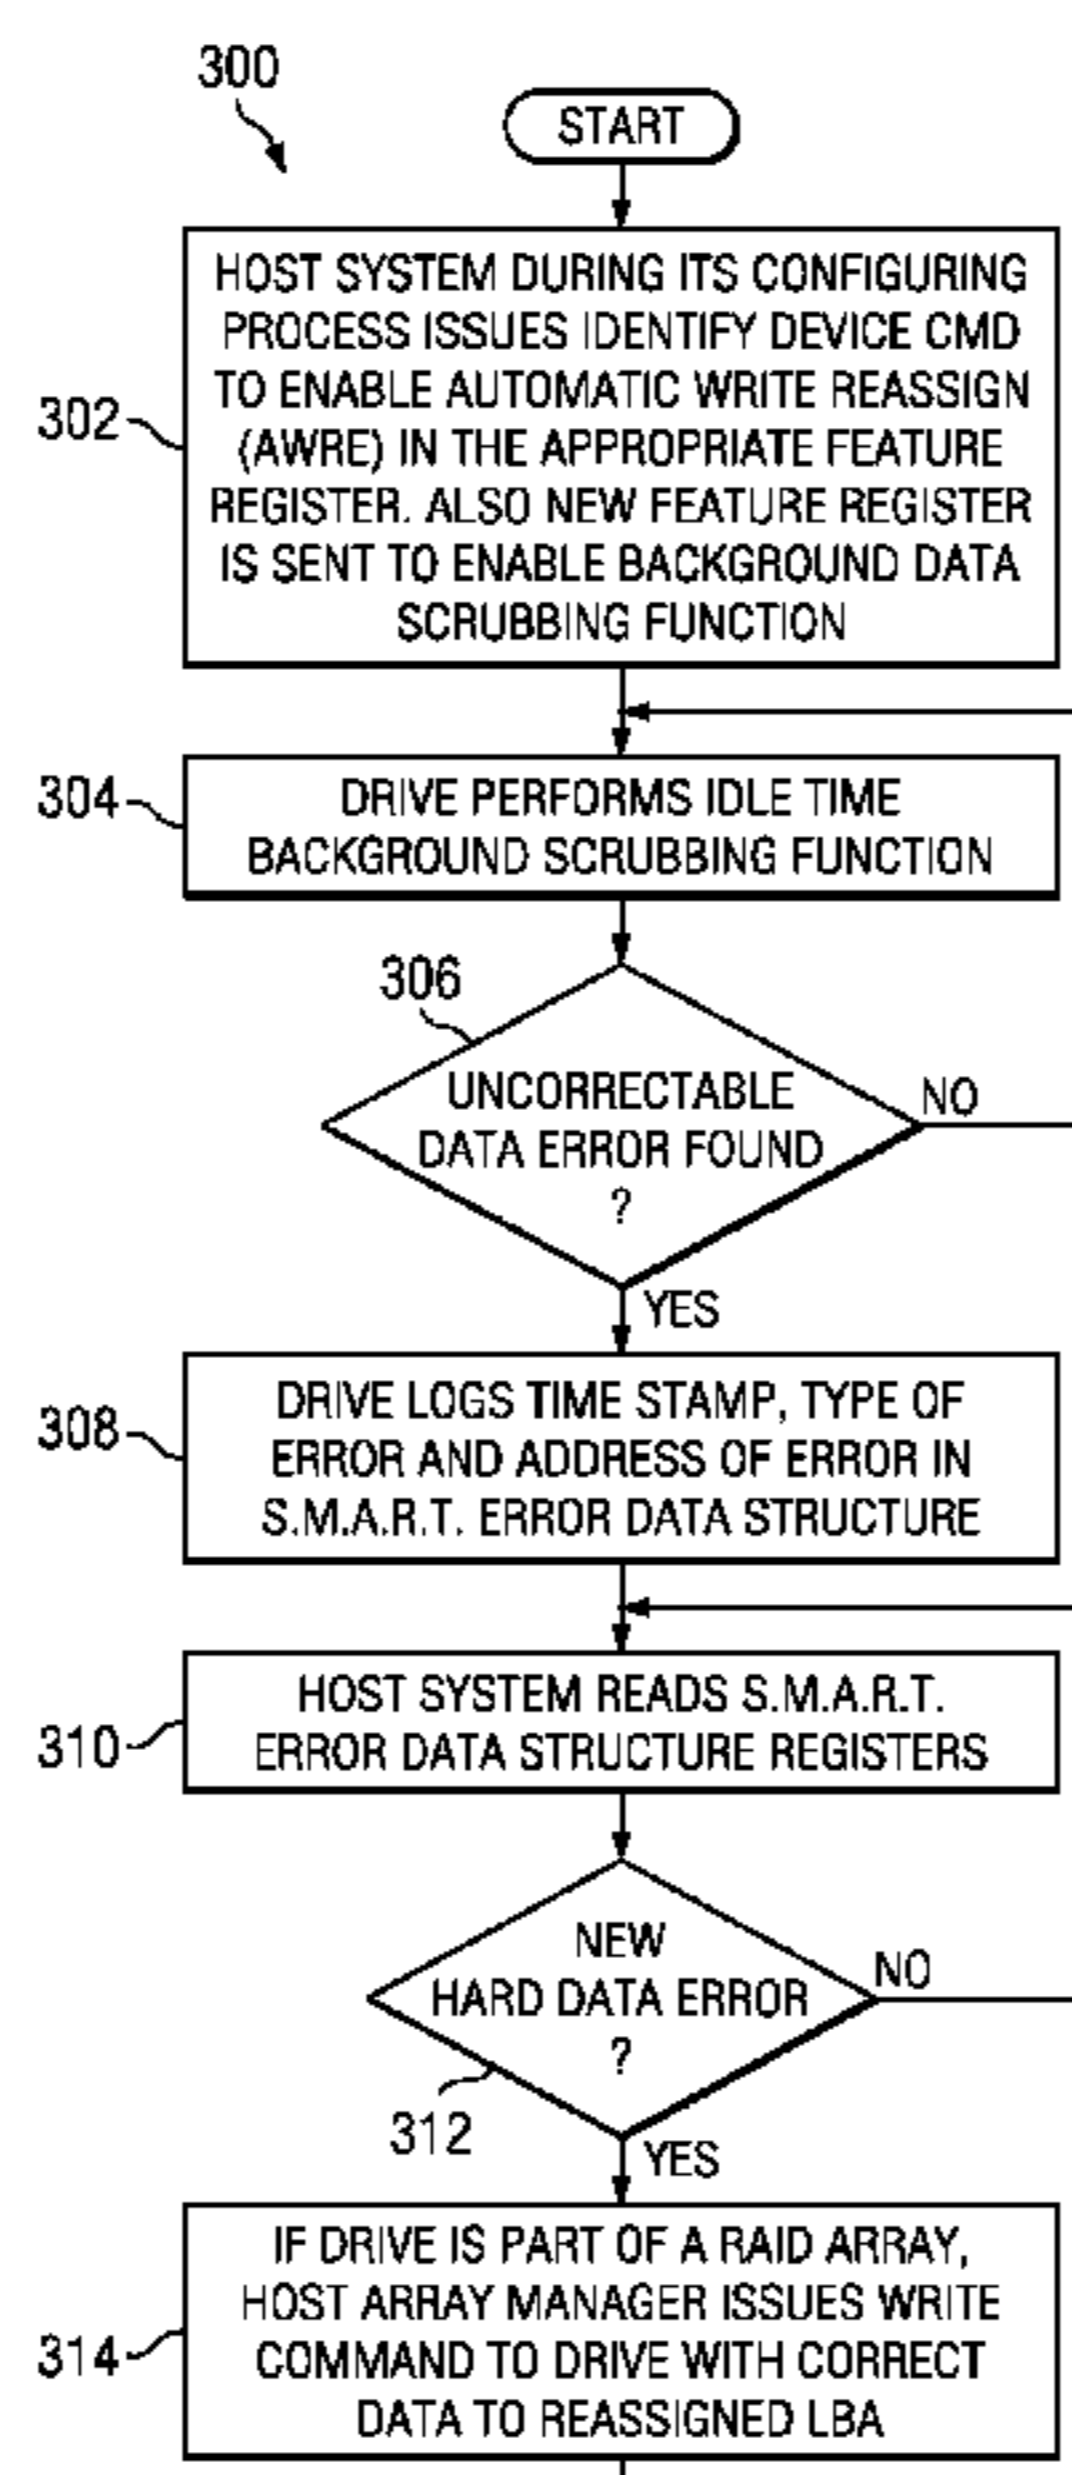 300
START
HOST SYSTEM DURING ITS CONFIGURING
PROCESS ISSUES IDENTIFY DEVICE CMD
TO ENABLE AUTOMATIC WRITE REASSIGN
(AWRE) IN THE APPROPRIATE FEATURE
REGISTER. ALSO NEW FEATURE REGISTER
IS SENT TO ENABLE BACKGROUND DATA
SCRUBBING FUNCTION
302
304
DRIVE PERFORMS IDLE TIME
BACKGROUND SCRUBBING FUNCTION
306
UNCORRECTABLE
DATA ERROR FOUND
?
NO
YES
308
DRIVE LOGS TIME STAMP, TYPE OF
ERROR AND ADDRESS OF ERROR IN
S.M.A.R.T. ERROR DATA STRUCTURE
310
HOST SYSTEM READS S.M.A.R.T.
ERROR DATA STRUCTURE REGISTERS
NEW
HARD DATA ERROR
?
NO
312
YES
314
IF DRIVE IS PART OF A RAID ARRAY,
HOST ARRAY MANAGER ISSUES WRITE
COMMAND TO DRIVE WITH CORRECT
DATA TO REASSIGNED LBA